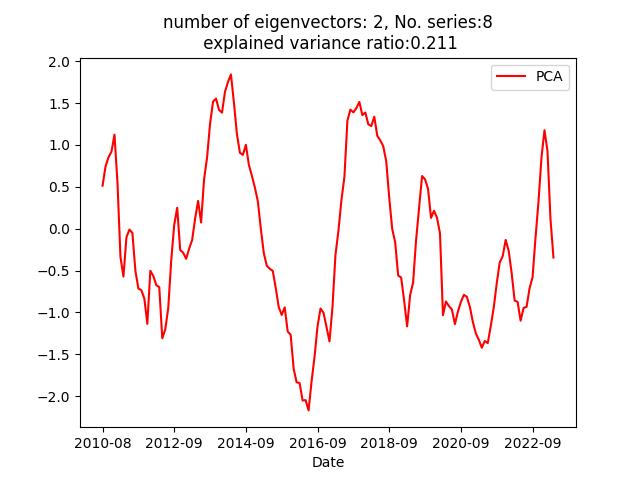 number of eigenvectors: 2, No. series:8
explained variance ratio:0.211
PCA
2.0
1.5
1.0
0.5
0.0
−0.5
−1.0
−1.5
−2.0
2010-08 2012-09 2014-09 2016-09 2018-09 2020-09 2022-09
Date